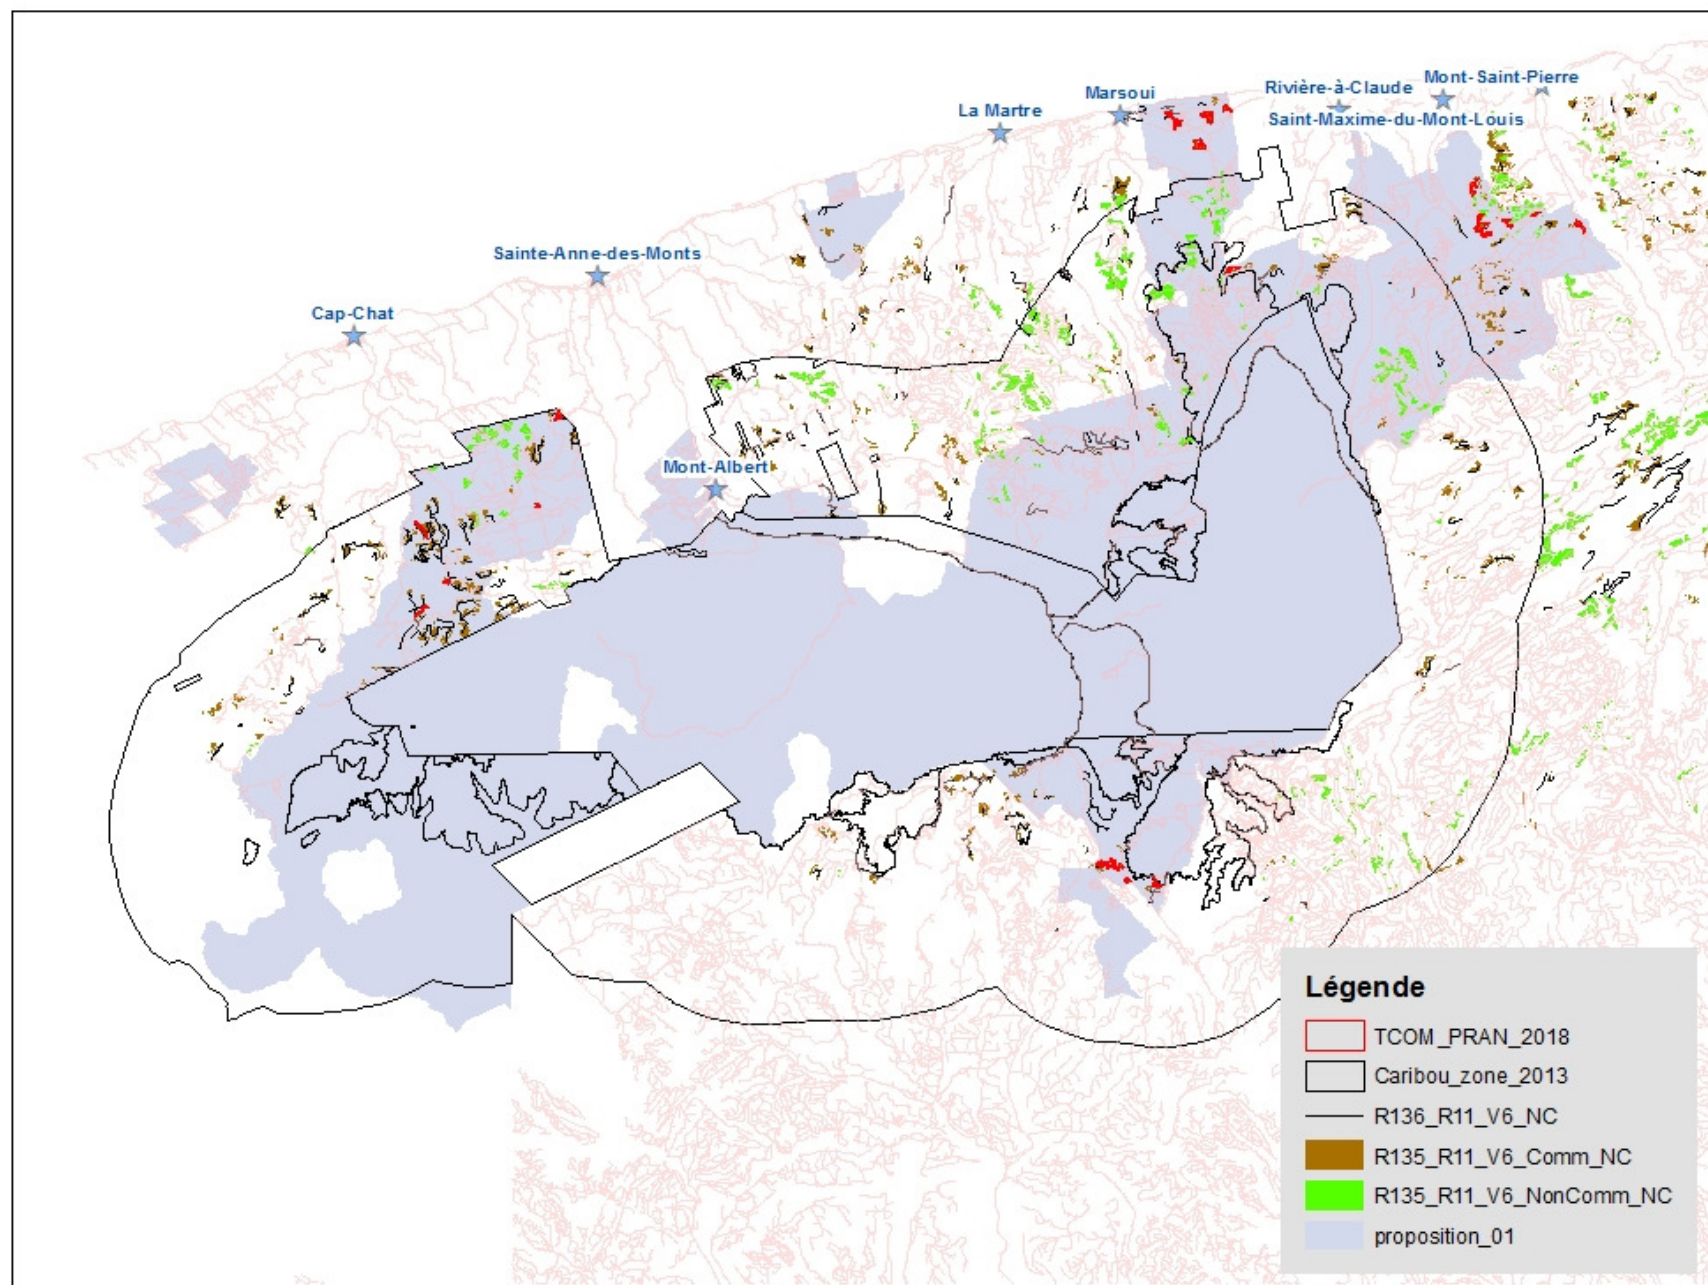 Mont-Saint-Pierre
Rivière-à-Claude
Marsoui
La Martre
Saint-Maxime-du-Mont-Louis
Sainte-Anne-des-Monts
Cap-Chat
Mont-Albert
Légende
TCOM_PRAN_2018
Caribou_zone_2013
R136_R11_V6_NC
R135_R11_V6_Comm_NC
R135_R11_V6_NonComm_NC
proposition_01